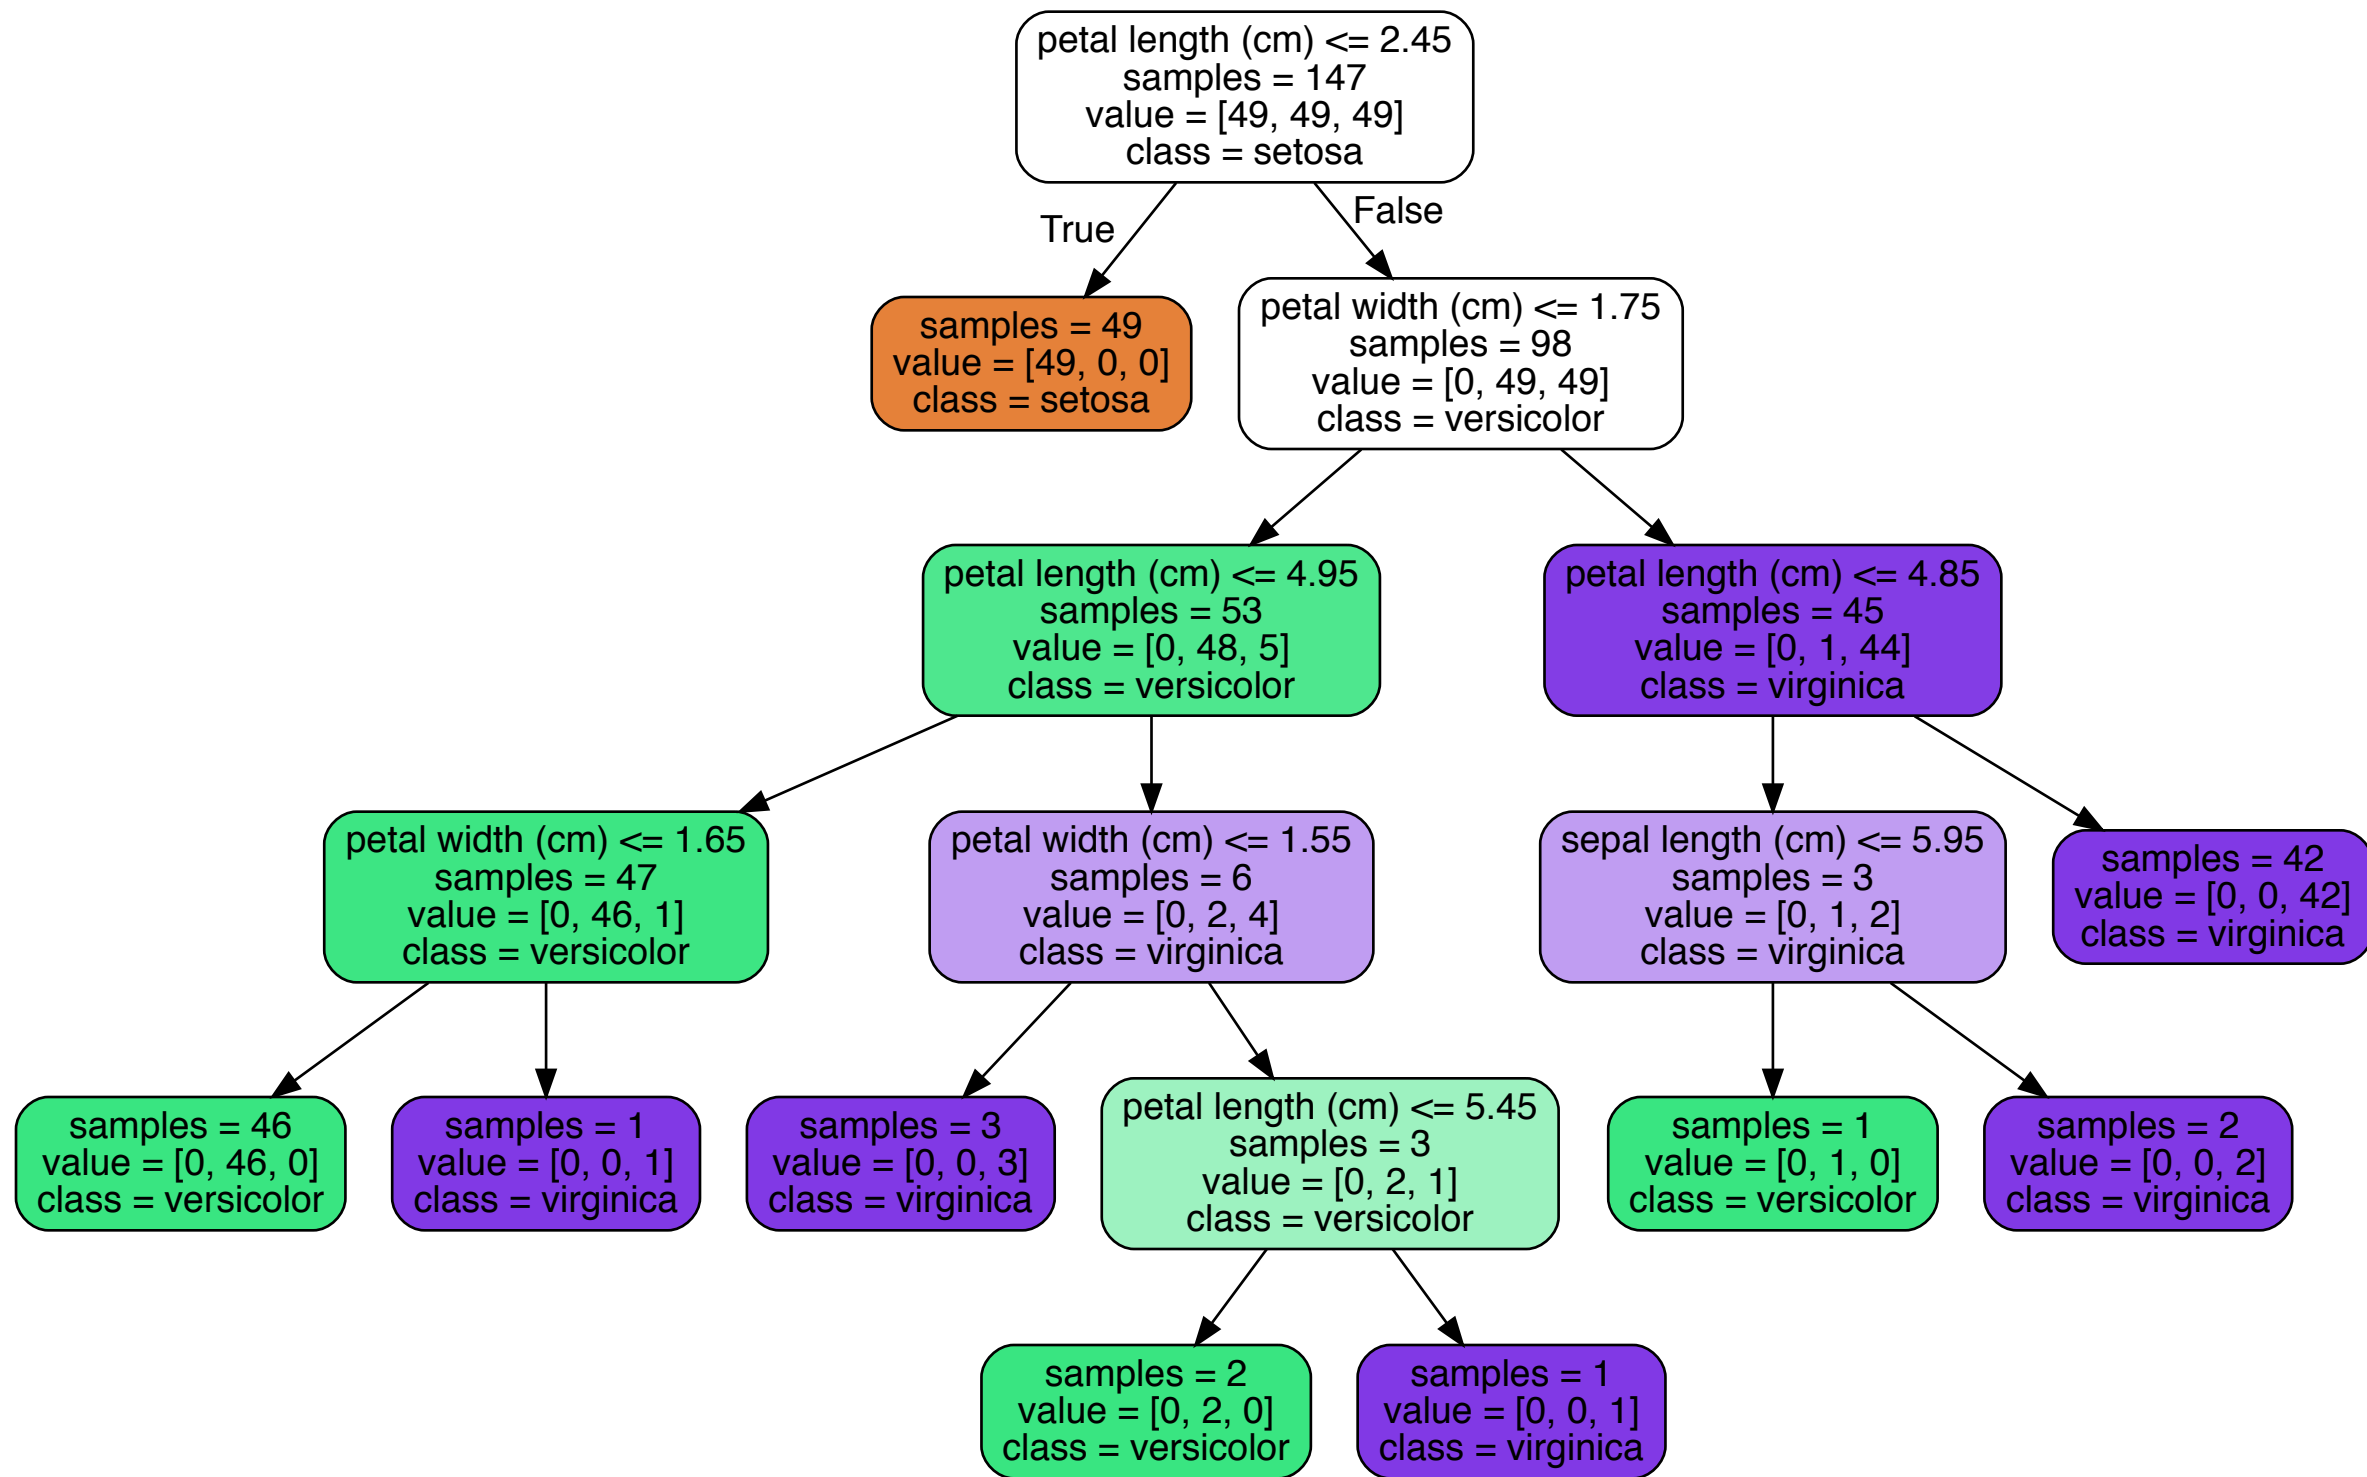 petal length (cm) <= 2.45
samples = 147
value = [49, 49, 49]
class = setosa
True
False
samples = 49
value = [49, 0, 0]
class = setosa
petal width (cm) <= 1.75
samples = 98
value = [0, 49, 49]
class = versicolor
petal length (cm) <= 4.95
samples = 53
value = [0, 48, 5]
class = versicolor
petal length (cm) <= 4.85
samples = 45
value = [0, 1, 44]
class = virginica
petal width (cm) <= 1.65
samples = 47
value = [0, 46, 1]
class = versicolor
petal width (cm) <= 1.55
samples = 6
value = [0, 2, 4]
class = virginica
sepal length (cm) <= 5.95
samples = 3
value = [0, 1, 2]
class = virginica
samples = 42
value = [0, 0, 42]
class = virginica
samples = 46
value = [0, 46, 0]
class = versicolor
samples = 1
value = [0, 0, 1]
class = virginica
samples = 3
value = [0, 0, 3]
class = virginica
petal length (cm) <= 5.45
samples = 3
value = [0, 2, 1]
class = versicolor
samples = 1
value = [0, 1, 0]
class = versicolor
samples = 2
value = [0, 0, 2]
class = virginica
samples = 2
value = [0, 2, 0]
class = versicolor
samples = 1
value = [0, 0, 1]
class = virginica